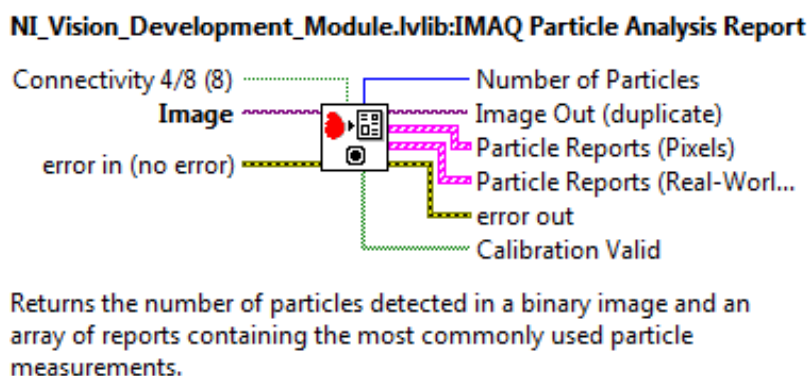 NI_Vision_Development_Module.lvlib:IMAQ Particle Analysis Report
Connectivity 4/8 (8)
Number of Particles
Image
Image Out (duplicate)
Particle Reports (Pixels)
error in (no error)
Particle Reports (Real-Worl...
error out
Calibration Valid
Returns the number of particles detected in a binary image and an
array of reports containing the most commonly used particle
measurements.